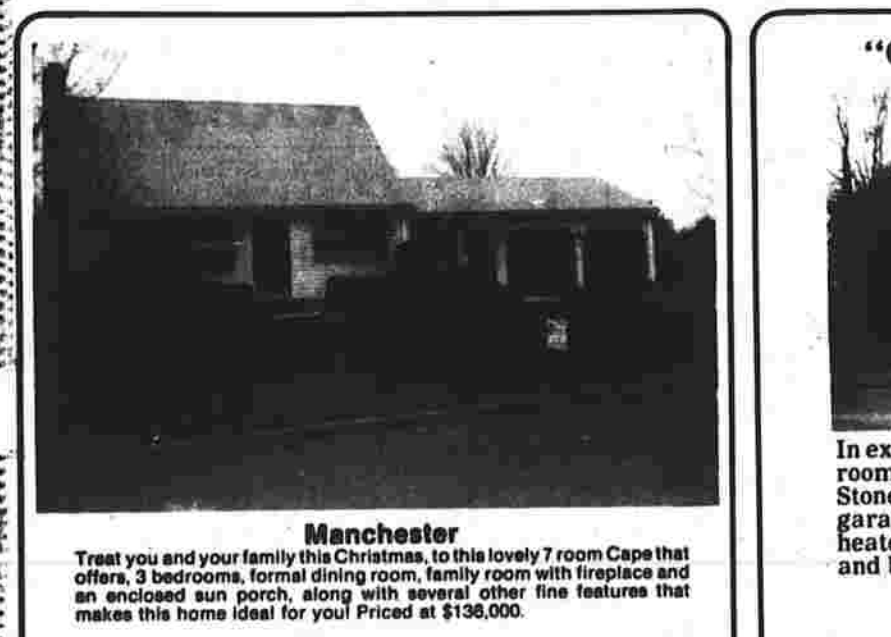 Manchester
Treat you and your family this Christmas, to this lovely 7 room Cape that
offers, 3 bedrooms, formal dining room, family room with fireplace and
an enclosed sun porch, along with several other fine features that
makes this home ideal for you! Priced at $136,000.
In ex
room
Stone
gara
heate
and